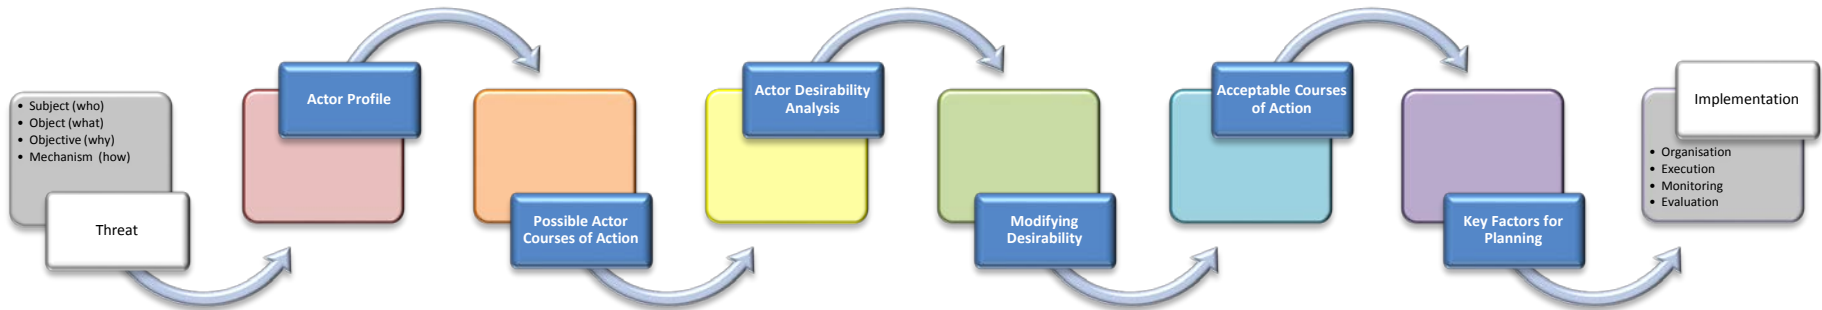 • Subject (who)
• Object (what)
• Objective (why)
• Mechanism (how)
Threat
Actor Profile
Possible Actor
Courses of Action
Actor Desirability
Analysis
Modifying
Desirability
Acceptable Courses
of Action
Key Factors for
Planning
Implementation
• Organisation
• Execution
• Monitoring
• Evaluation